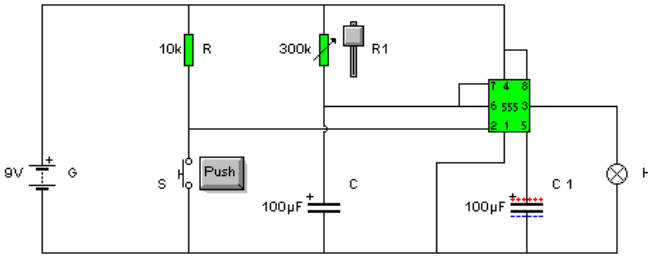 10k R
300k R1
7 4 8
6 555 3
2 1 5
9V + G
S Push
+ C
100µF
+ C 1
100µF
H